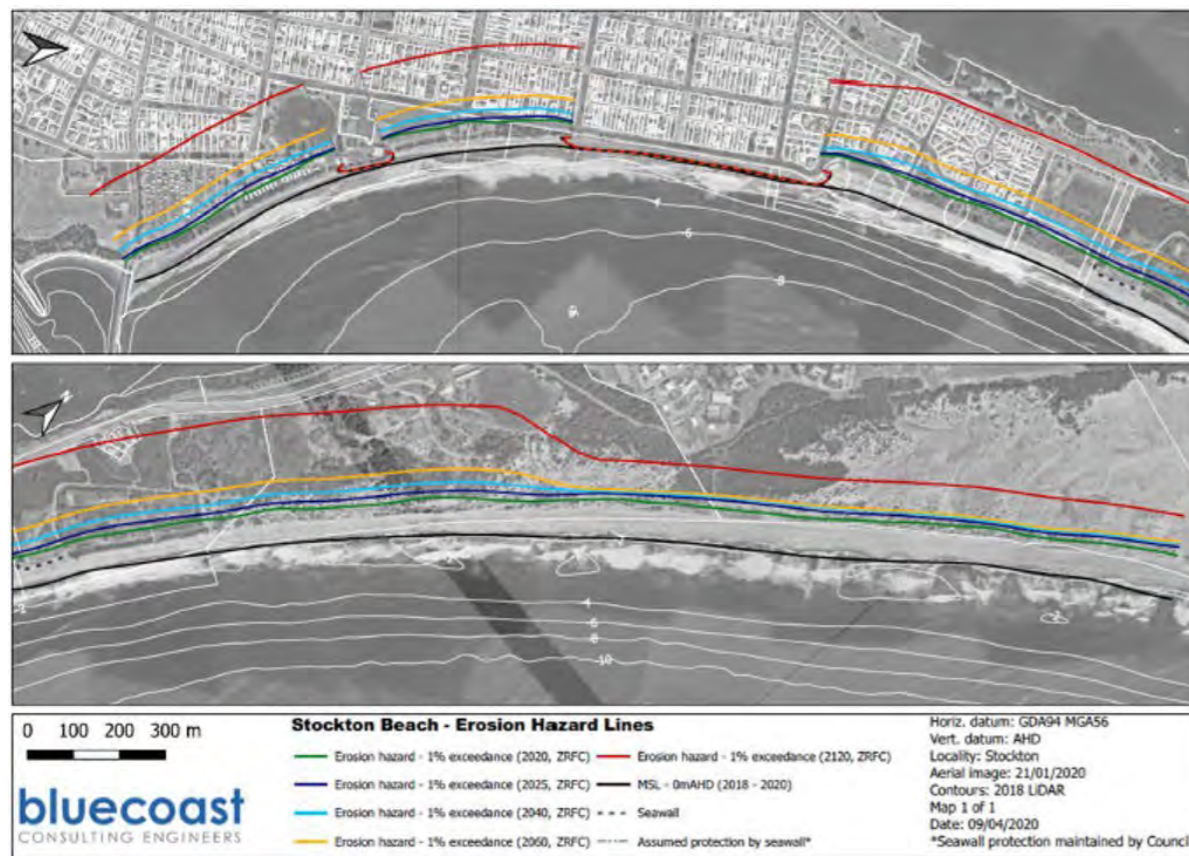 4
6
8
2
4
6
8
10
0 100 200 300 m
bluecoast
CONSULTING ENGINEERS
Stockton Beach - Erosion Hazard Lines
Erosion hazard - 1% exceedance (2020, ZRFC)
Erosion hazard - 1% exceedance (2025, ZRFC)
Erosion hazard - 1% exceedance (2040, ZRFC)
Erosion hazard - 1% exceedance (2060, ZRFC)
Erosion hazard - 1% exceedance (2120, ZRFC)
MSL - 0mAHD (2018 - 2020)
Seawall
Assumed protection by seawall*
Horiz. datum: GDA94 MGA56
Vert. datum: AHD
Locality: Stockton
Aerial image: 21/01/2020
Contours: 2018 LiDAR
Map 1 of 1
Date: 09/04/2020
*Seawall protection maintained by Counci